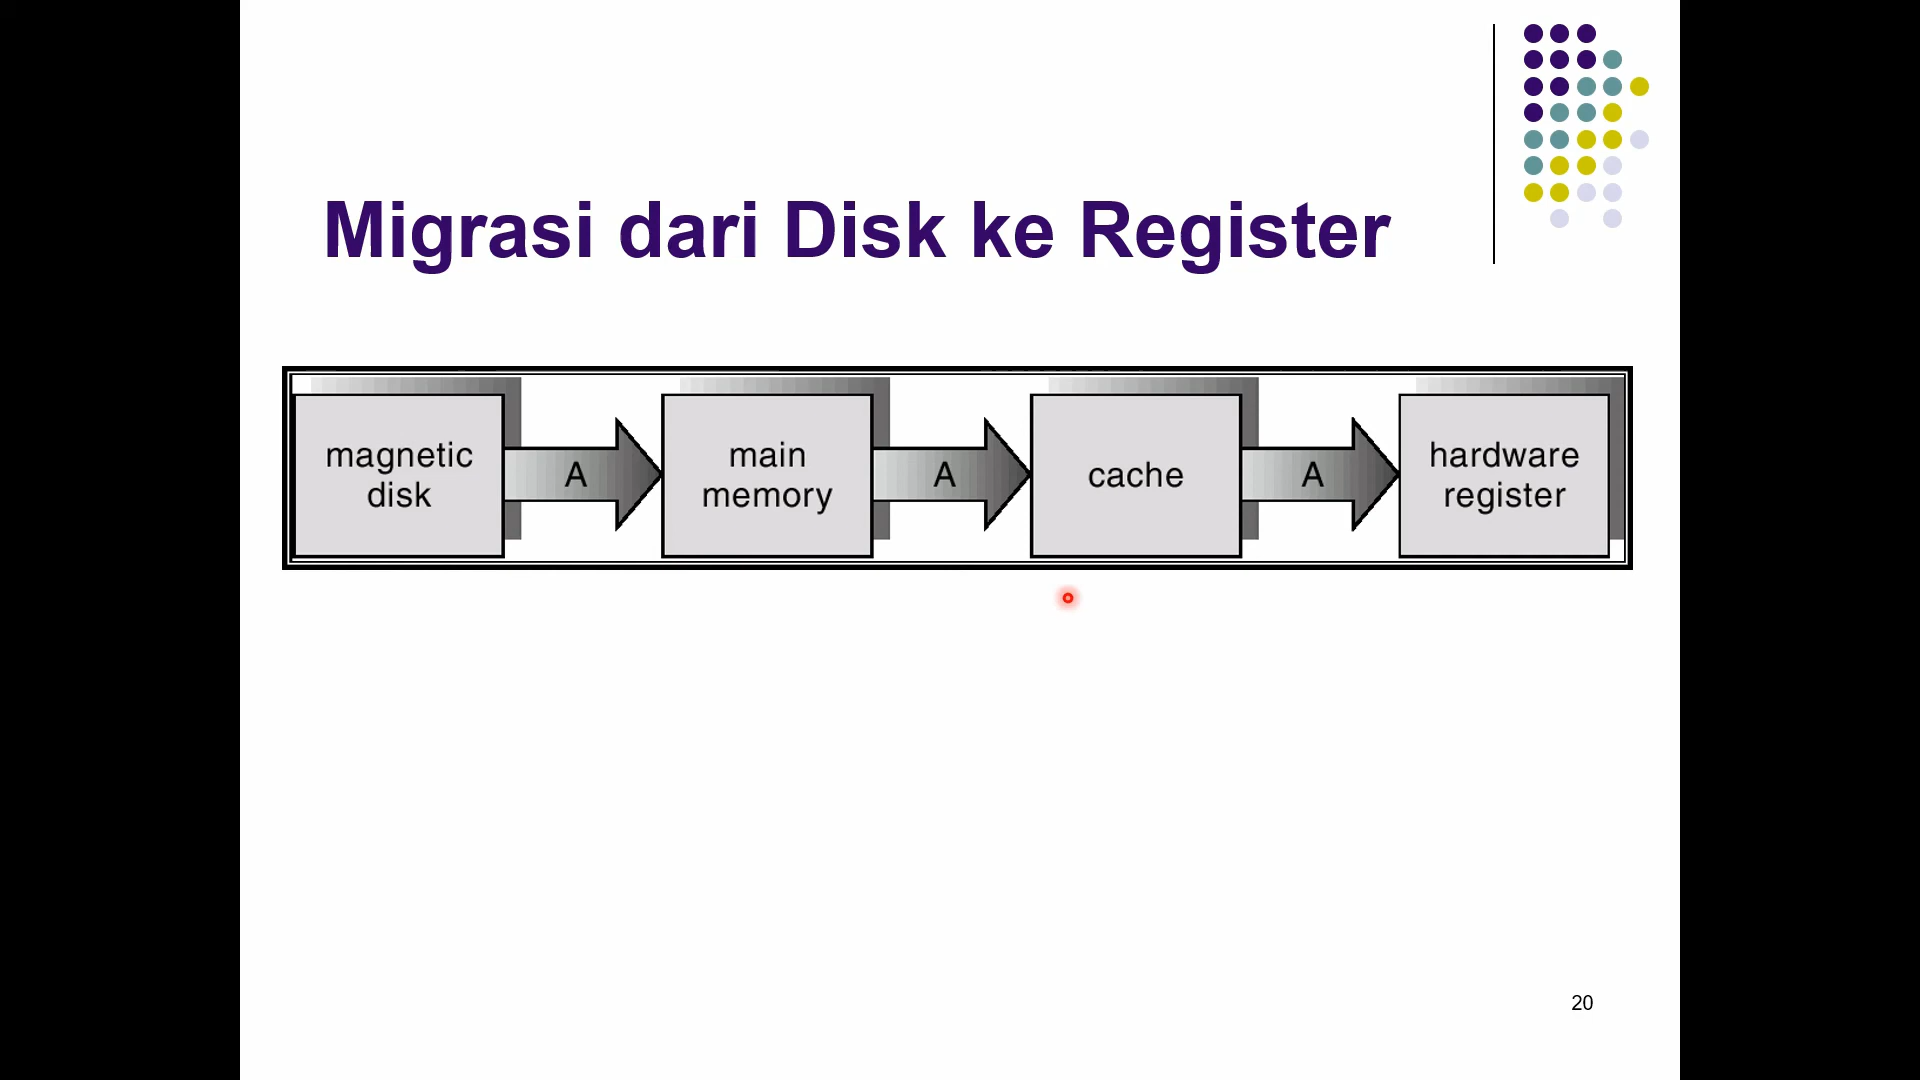 Migrasi dari Disk ke Register
magnetic
disk
A
main
memory
A
cache
A
hardware
register
20